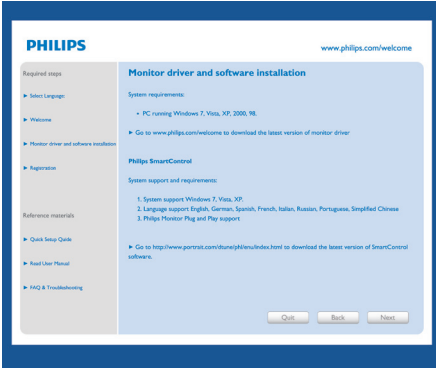 PHILIPS
www.philips.com/welcome
Required steps
► Select Language:
► Welcome
► Monitor driver and software installation
► Registration
Reference materials
► Quick Setup Quide
► Read User Manual
► FAQ & Troubleshooting
Monitor driver and software installation
System requirements:
• PC running Windows 7, Vista, XP, 2000, 98.
► Go to www.philips.com/welcome to download the latest version of monitor driver
Philips SmartControl
System support and requirements:
1. System support Windows 7, Vista, XP.
2. Language support English, German, Spanish, French, Italian, Russian, Portuguese, Simplified Chinese
3. Philips Monitor Plug and Play support
► Go to http://www.portrait.com/dtune/phl/enu/index.html to download the latest version of SmartControl
software.
Quit
Back
Next